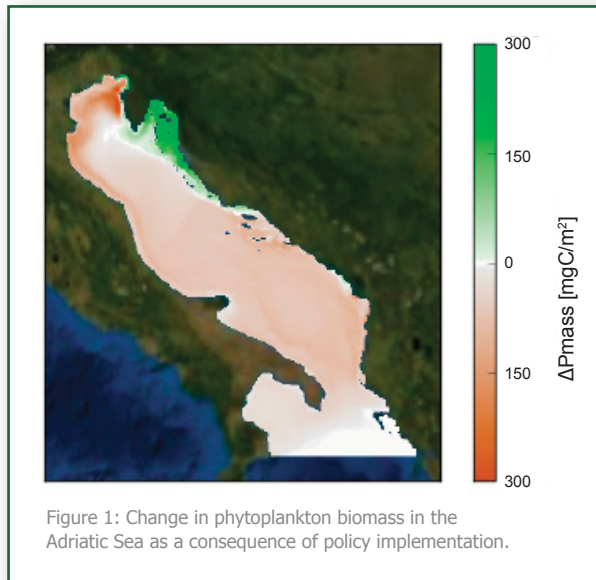 300
150
0
150
300
ΔPmass [mgC/m²]
Figure 1: Change in phytoplankton biomass in the
Adriatic Sea as a consequence of policy implementation.